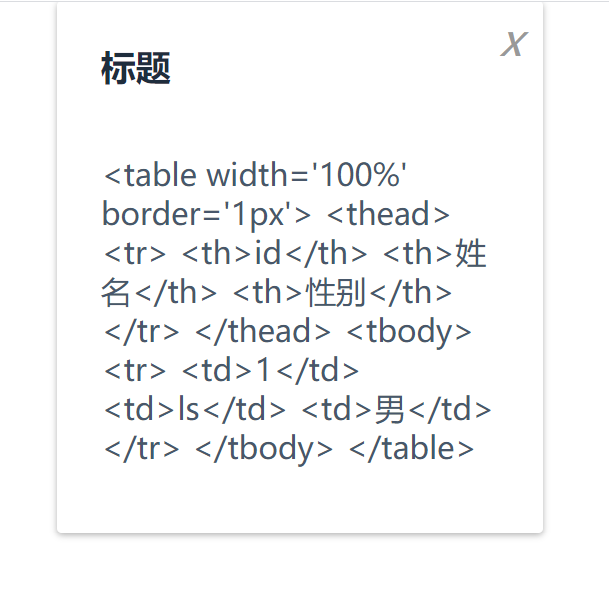 X
标题
<table width='100%'
border='1px'> <thead>
<tr> <th>id</th> <th>姓
名</th> <th>性别</th>
</tr> </thead> <tbody>
<tr> <td>1</td>
<td>ls</td> <td>男</td>
</tr> </tbody> </table>